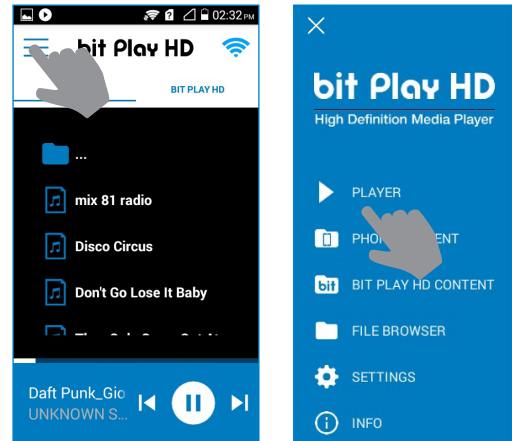 02:32 PM
bit Play HD
BIT PLAY HD
...
mix 81 radio
Disco Circus
Don't Go Lose It Baby
Daft Punk_Gio
UNKNOWN S...
bit Play HD
High Definition Media Player
PLAYER
bit BIT PLAY HD CONTENT
FILE BROWSER
SETTINGS
INFO